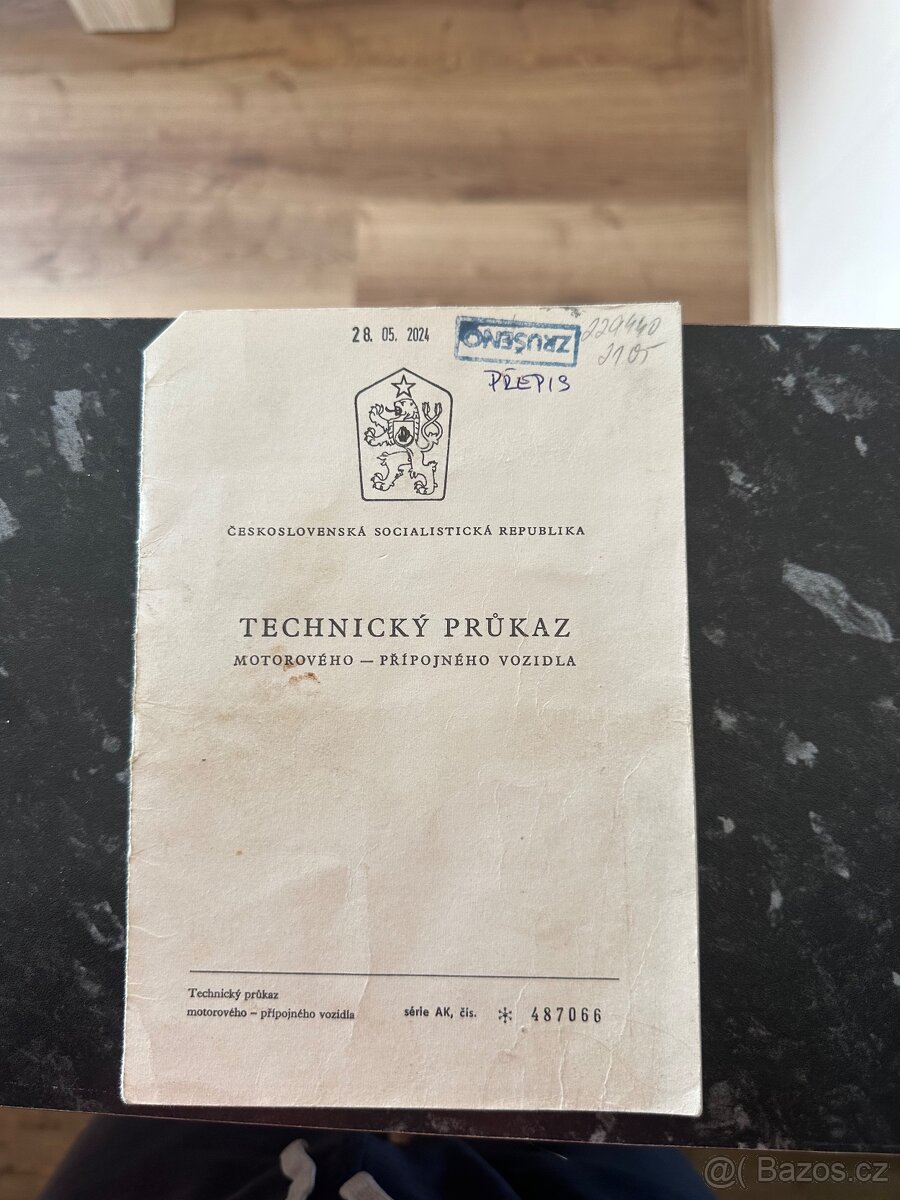 28. 05. 2024
ZRUŠENO
229440
2105
PŘEPIS
ČESKOSLOVENSKÁ SOCIALISTICKÁ REPUBLIKA
TECHNICKÝ PRŮKAZ
MOTOROVÉHO — PŘÍPOJNÉHO VOZIDLA
Technický průkaz
motorového – přípojného vozidla
série AK, čís. * 487066
@( Bazos.cz